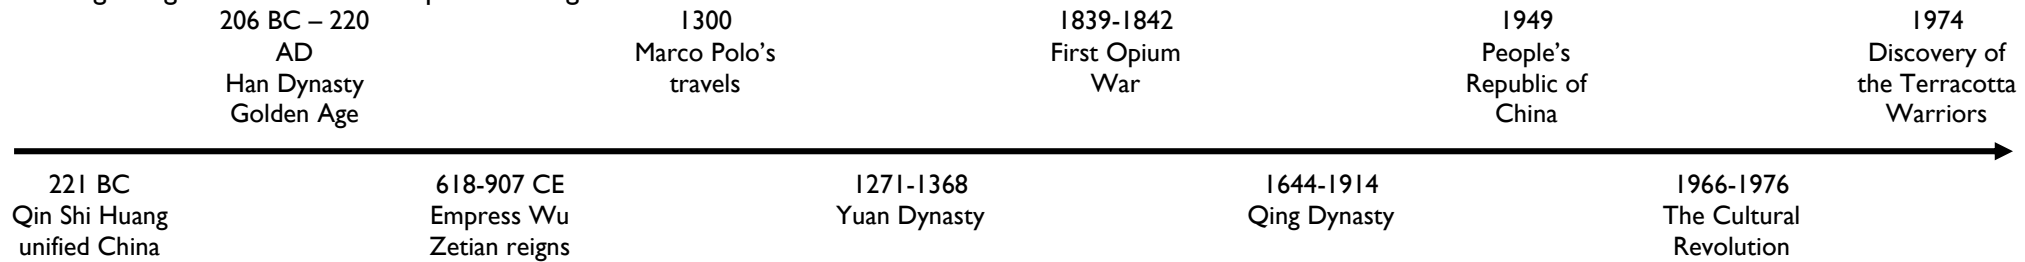 206 BC – 220
AD
Han Dynasty
Golden Age
1300
Marco Polo's
travels
1839-1842
First Opium
War
1949
People's
Republic of
China
1974
Discovery of
the Terracotta
Warriors
221 BC
Qin Shi Huang
unified China
618-907 CE
Empress Wu
Zetian reigns
1271-1368
Yuan Dynasty
1644-1914
Qing Dynasty
1966-1976
The Cultural
Revolution